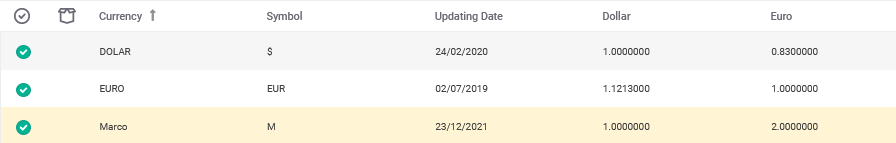 Currency Symbol Updating Date Dollar Euro
DOLAR $ 24/02/2020 1.0000000 0.8300000
EURO EUR 02/07/2019 1.1213000 1.0000000
Marco M 23/12/2021 1.0000000 2.0000000